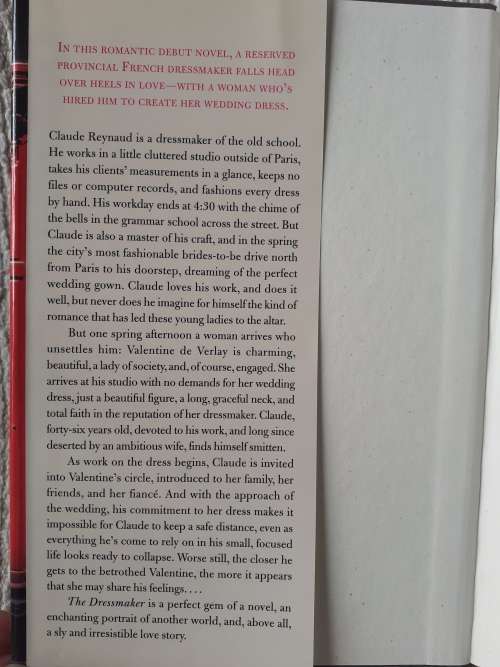 IN THIS ROMANTIC DEBUT NOVEL, A RESERVED
PROVINCIAL FRENCH DRESSMAKER FALLS HEAD
OVER HEELS IN LOVE—WITH A WOMAN WHO'S
HIRED HIM TO CREATE HER WEDDING DRESS.
Claude Reynaud is a dressmaker of the old school.
He works in a little cluttered studio outside of Paris,
takes his clients' measurements in a glance, keeps no
files or computer records, and fashions every dress
by hand. His workday ends at 4:30 with the chime of
the bells in the grammar school across the street. But
Claude is also a master of his craft, and in the spring
the city's most fashionable brides-to-be drive north
from Paris to his doorstep, dreaming of the perfect
wedding gown. Claude loves his work, and does it
well, but never does he imagine for himself the kind of
romance that has led these young ladies to the altar.
But one spring afternoon a woman arrives who
unsettles him: Valentine de Verlay is charming,
beautiful, a lady of society, and, of course, engaged. She
arrives at his studio with no demands for her wedding
dress, just a beautiful figure, a long, graceful neck, and
total faith in the reputation of her dressmaker. Claude,
forty-six years old, devoted to his work, and long since
deserted by an ambitious wife, finds himself smitten.
As work on the dress begins, Claude is invited
into Valentine's circle, introduced to her family, her
friends, and her fiancé. And with the approach of
the wedding, his commitment to her dress makes it
impossible for Claude to keep a safe distance, even as
everything he's come to rely on in his small, focused
life looks ready to collapse. Worse still, the closer he
gets to the betrothed Valentine, the more it appears
that she may share his feelings. . . .
The Dressmaker is a perfect gem of a novel, an
enchanting portrait of another world, and, above all,
a sly and irresistible love story.